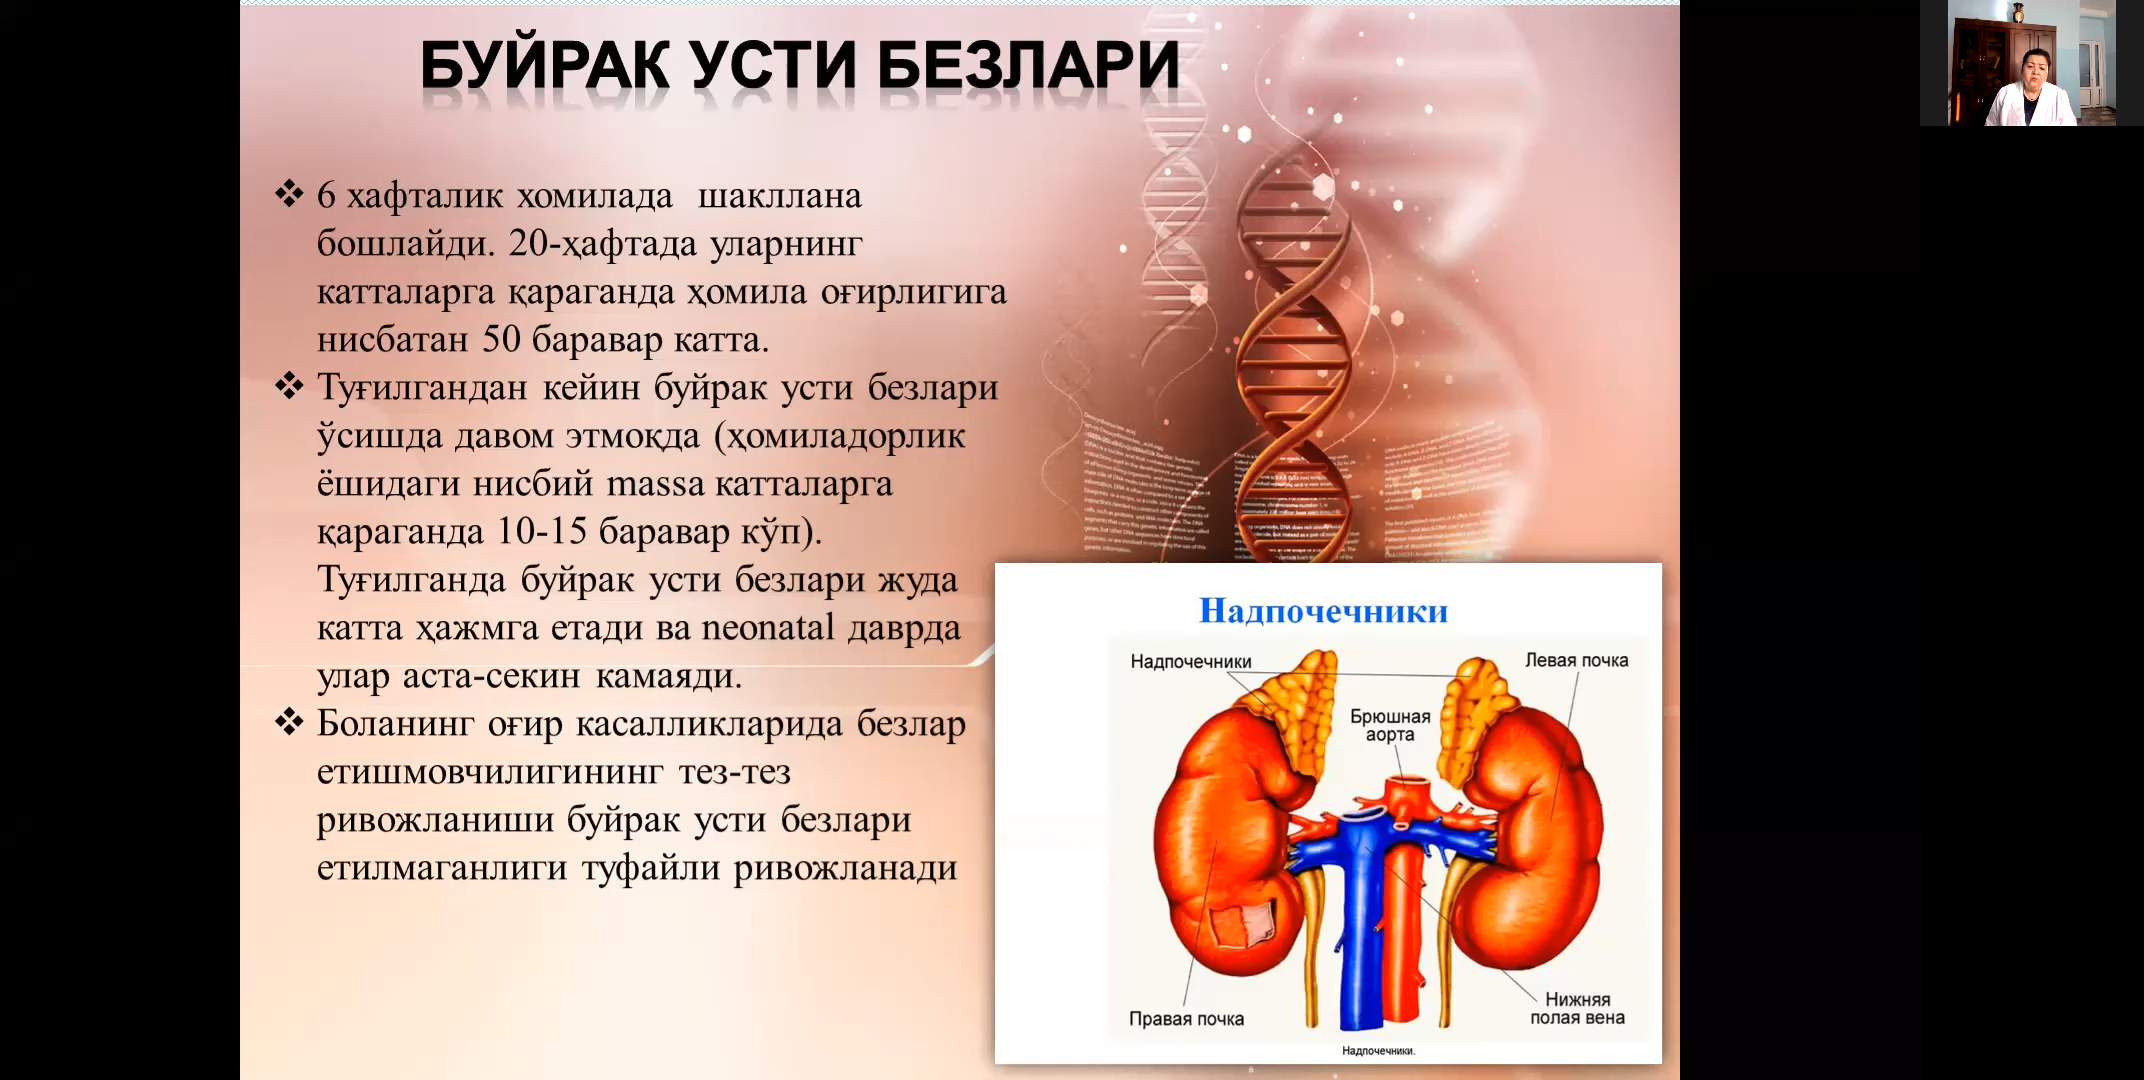 БУЙРАК УСТИ БЕЗЛАРИ
❖ 6 хафталик хомилада шакллана
бошлайди. 20-ҳафтада уларнинг
катталарга қараганда ҳомила оғирлигига
нисбатан 50 баравар катта.
❖ Туғилгандан кейин буйрак усти безлари
ўсишда давом этмоқда (ҳомиладорлик
ёшидаги нисбий massa катталарга
қараганда 10-15 баравар кўп).
Туғилганда буйрак усти безлари жуда
катта ҳажмга етади ва neonatal даврда
улар аста-секин камаяди.
❖ Боланинг оғир касалликларида безлар
етишмовчилигининг тез-тез
ривожланиши буйрак усти безлари
етилмаганлиги туфайли ривожланади
Надпочечники
Надпочечники
Левая почка
Брюшная
аорта
Правая почка
Нижняя
полая вена
Надпочечники.